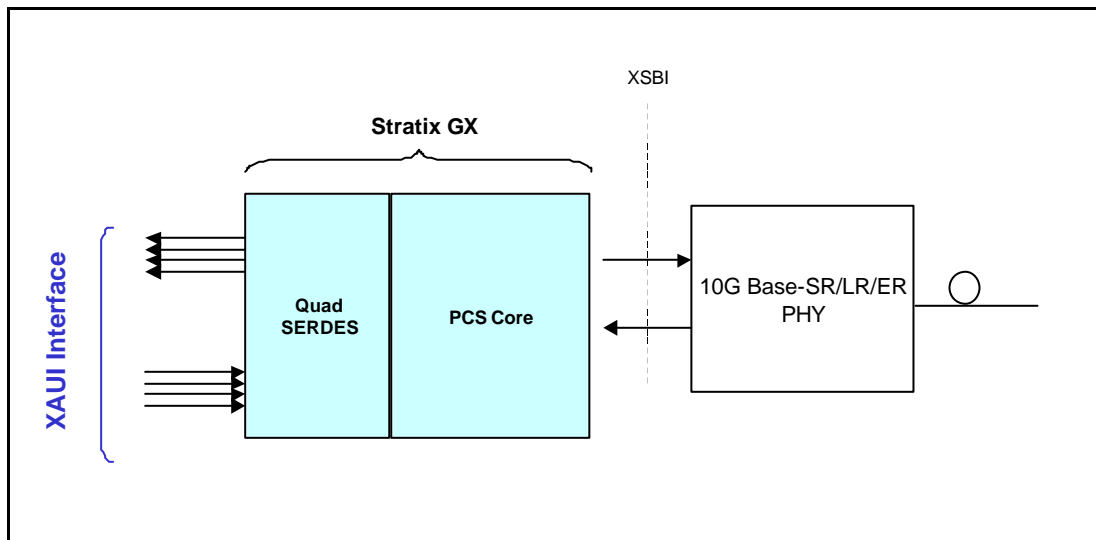 XSBI
Stratix GX
XAUI Interface
Quad
SERDES
PCS Core
10G Base-SR/LR/ER
PHY